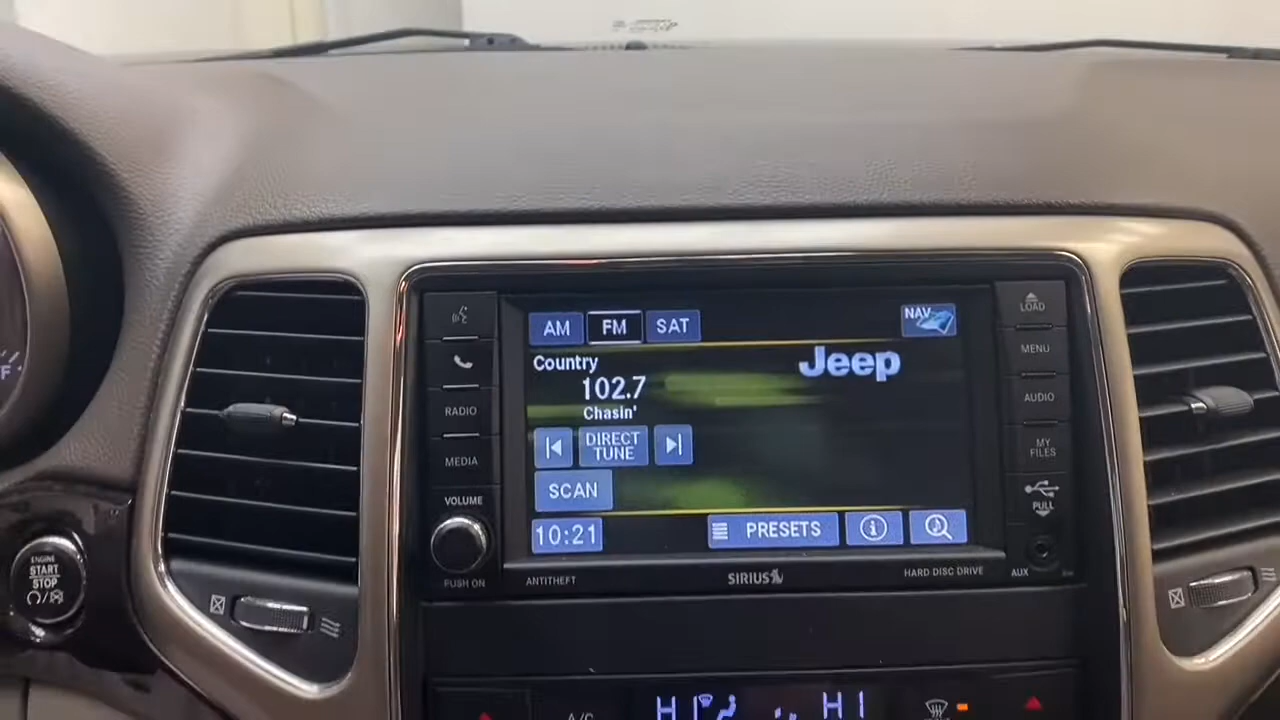 AM FM SAT NAV
Country
Jeep
102.7
Chasin'
DIRECT
TUNE
SCAN
10:21
PRESETS
RADIO
MEDIA
VOLUME
PUSH ON
ANTITHEFT
SIRIUS
HARD DISC DRIVE
LOAD
MENU
AUDIO
MY
FILES
PULL
AUX
ENGINE
START
STOP
A/C
HI
HI